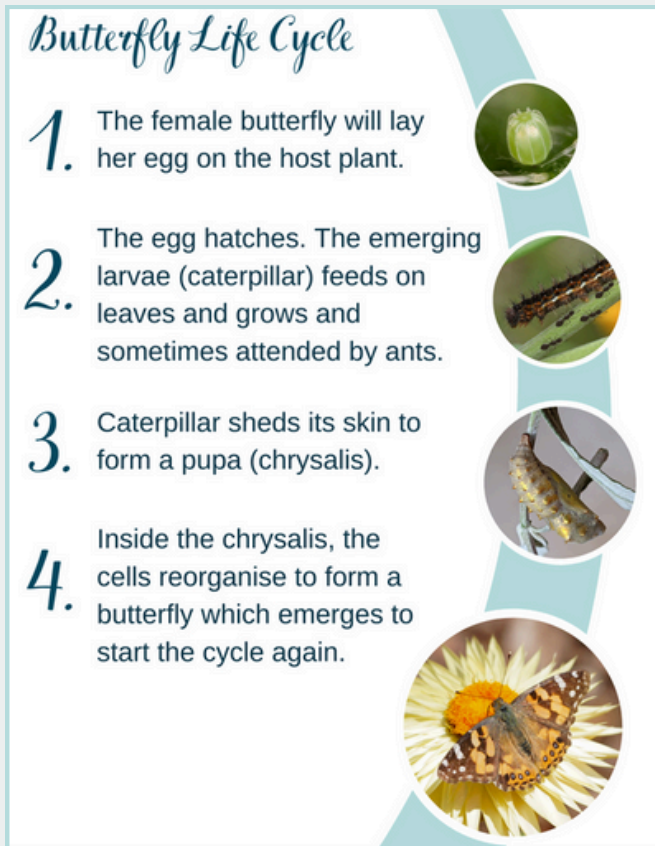 Butterfly Life Cycle
1. The female butterfly will lay
her egg on the host plant.
2. The egg hatches. The emerging
larvae (caterpillar) feeds on
leaves and grows and
sometimes attended by ants.
3. Caterpillar sheds its skin to
form a pupa (chrysalis).
4. Inside the chrysalis, the
cells reorganise to form a
butterfly which emerges to
start the cycle again.